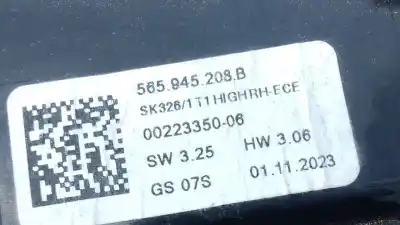 565.945.208.B
SK326/1T1HIGHRH-ECE
00223350-06
SW 3.25 HW 3.06
GS 07S 01.11.2023